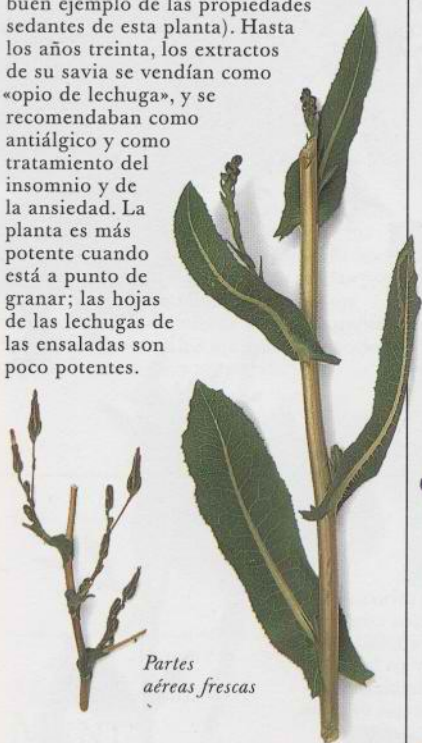 buen ejemplo de las propiedades
sedantes de esta planta). Hasta
los años treinta, los extractos
de su savia se vendían como
«opio de lechuga», y se
recomendaban como
antiálgico y como
tratamiento del
insomnio y de
la ansiedad. La
planta es más
potente cuando
está a punto de
granar; las hojas
de las lechugas de
las ensaladas son
poco potentes.
Partes
aéreas frescas